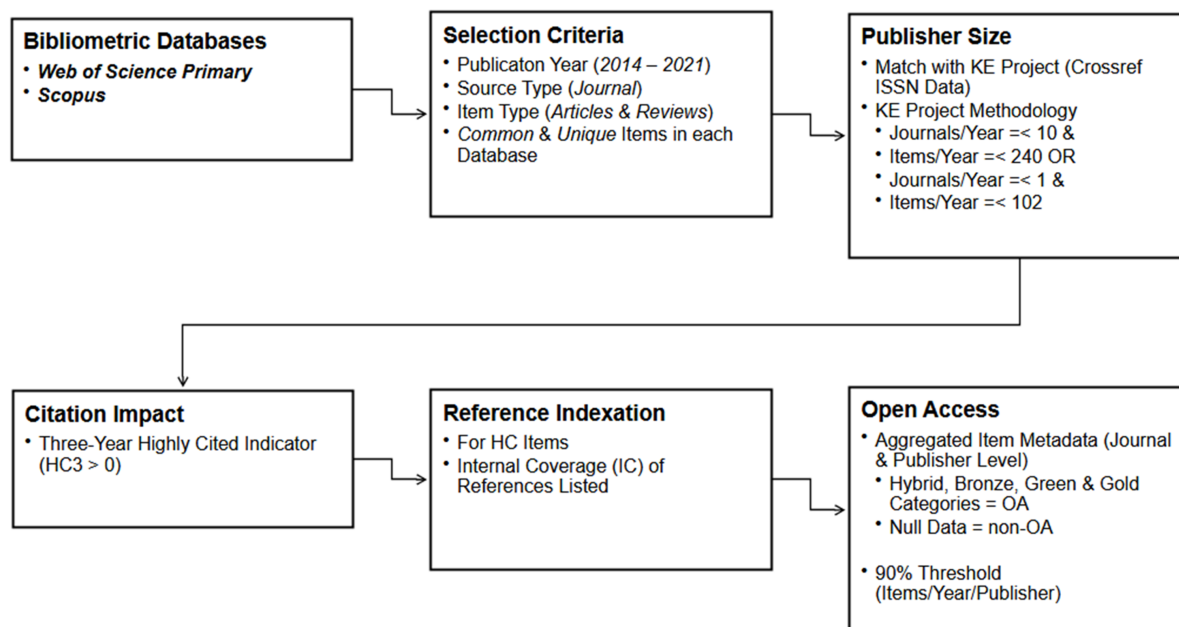 Bibliometric Databases
• Web of Science Primary
• Scopus
Selection Criteria
• Publicaton Year (2014 – 2021)
• Source Type (Journal)
• Item Type (Articles & Reviews)
• Common & Unique Items in each
Database
Publisher Size
• Match with KE Project (Crossref
ISSN Data)
• KE Project Methodology
• Journals/Year =< 10 &
• Items/Year =< 240 OR
• Journals/Year =< 1 &
• Items/Year =< 102
Citation Impact
• Three-Year Highly Cited Indicator
(HC3 > 0)
Reference Indexation
• For HC Items
• Internal Coverage (IC) of
References Listed
Open Access
• Aggregated Item Metadata (Journal
& Publisher Level)
• Hybrid, Bronze, Green & Gold
Categories = OA
• Null Data = non-OA
• 90% Threshold
(Items/Year/Publisher)